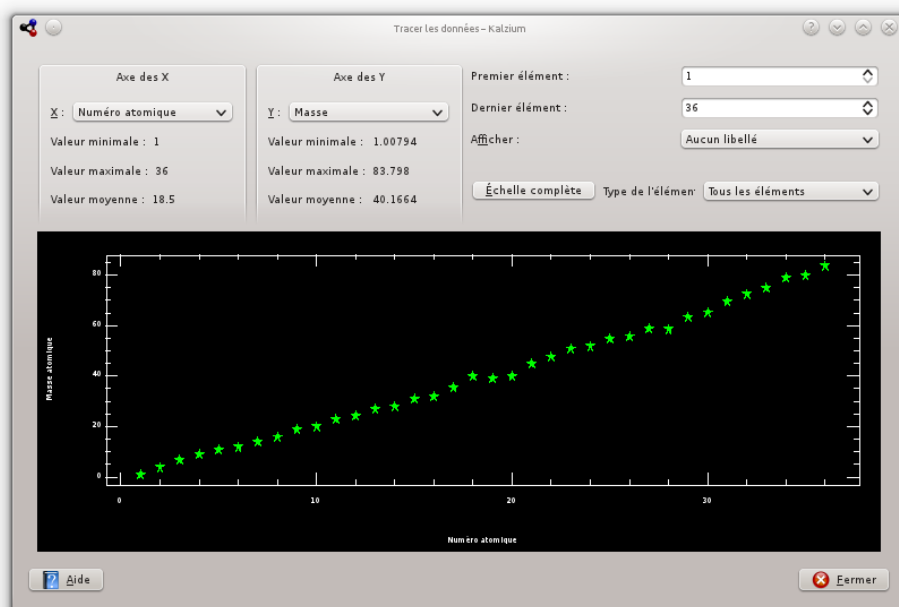 Tracer les données – Kalzium
Axe des X
X : Numéro atomique
Valeur minimale : 1
Valeur maximale : 36
Valeur moyenne : 18.5
Axe des Y
Y : Masse
Valeur minimale : 1.00794
Valeur maximale : 83.798
Valeur moyenne : 40.1664
Premier élément : 1
Dernier élément : 36
Afficher : Aucun libellé
Échelle complète
Type de l'élémen Tous les éléments
80
60
40
20
0
Masse atomique
0 10 20 30
Numéro atomique
Aide
Fermer